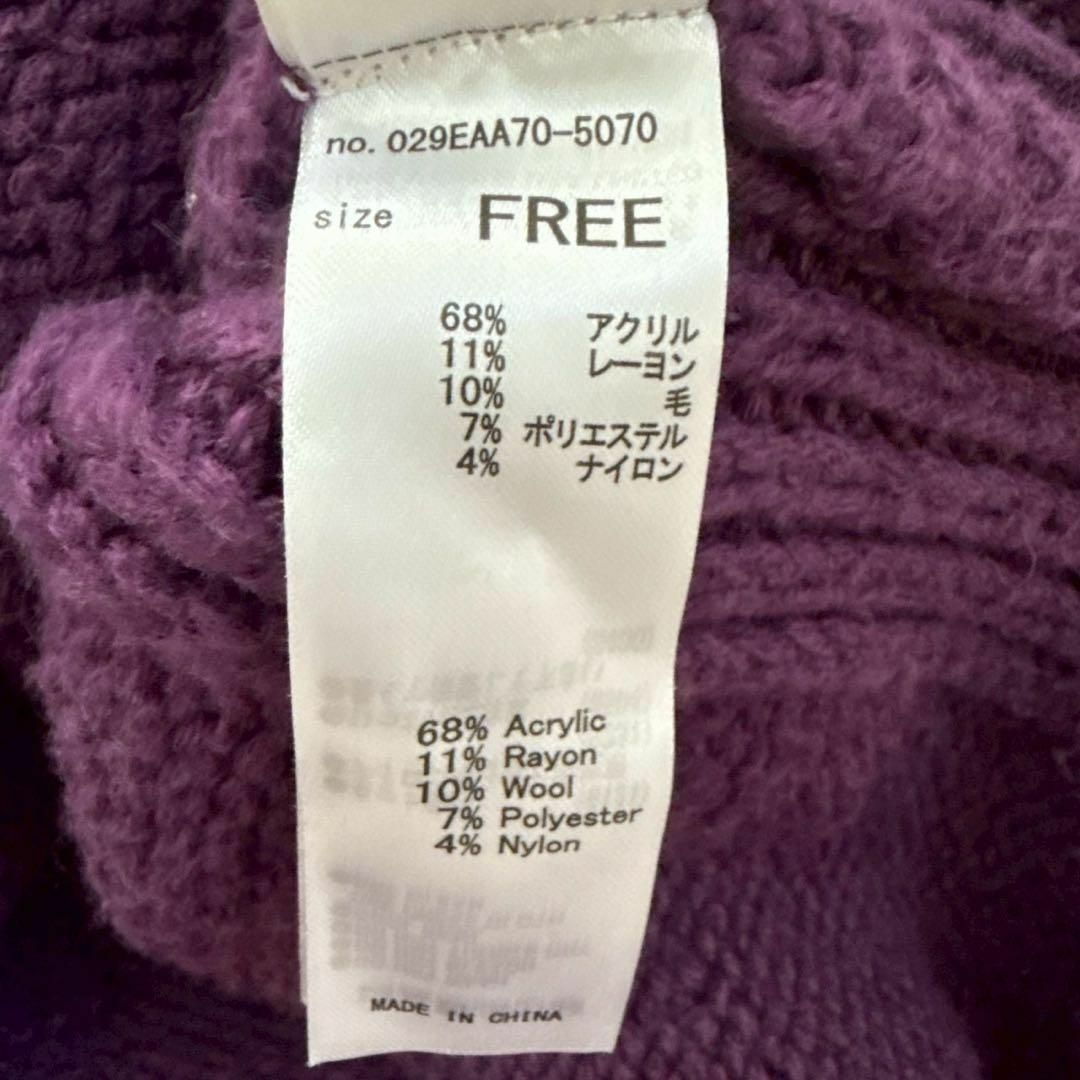 no. 029EAA70-5070
size FREE
68% アクリル
11% レーヨン
10% 毛
7% ポリエステル
4% ナイロン
68% Acrylic
11% Rayon
10% Wool
7% Polyester
4% Nylon
MADE IN CHINA